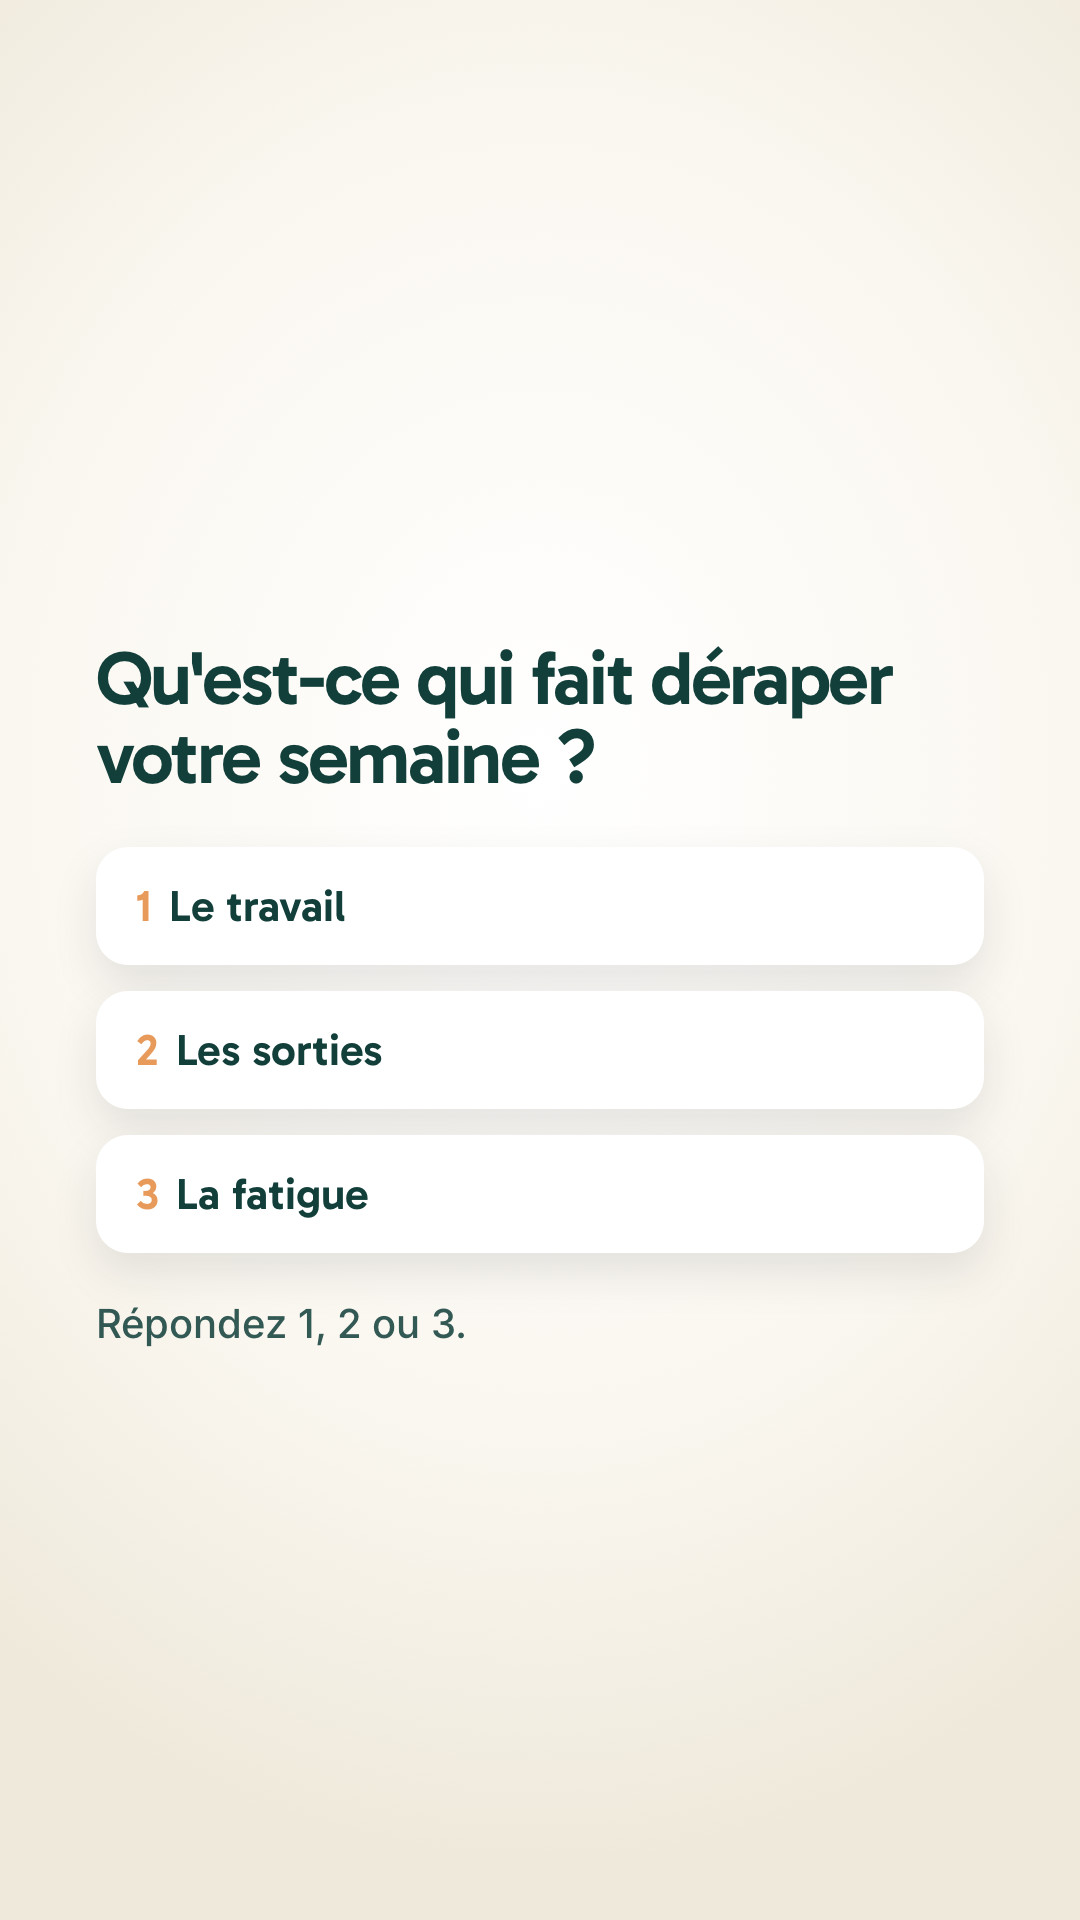 Qu'est-ce qui fait déraper
votre semaine ?
1 Le travail
2 Les sorties
3 La fatigue
Répondez 1, 2 ou 3.